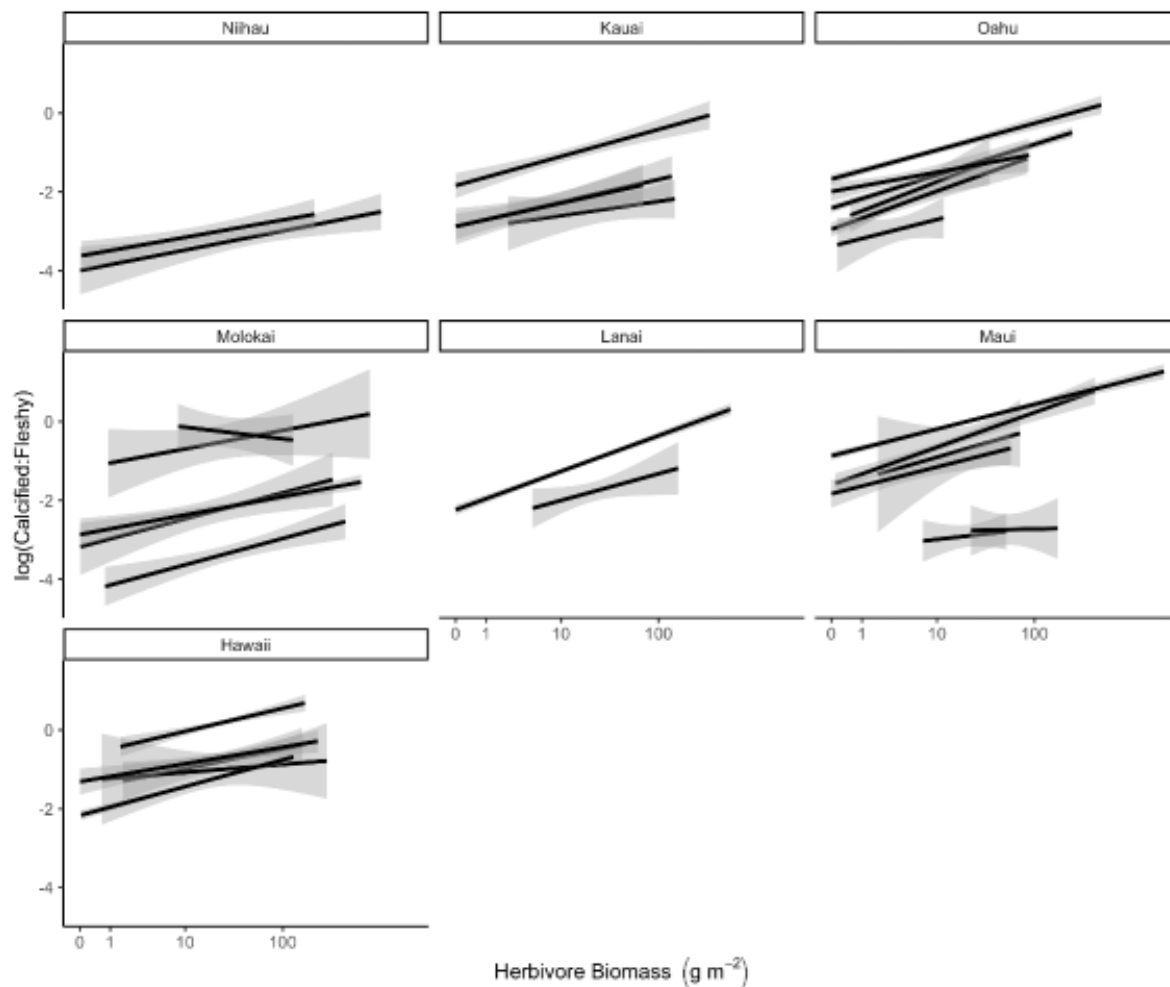 Niihau Kauai Oahu
0
-2
-4
Molokai Lanai Maui
0
-2
-4
0 1 10 100 0 1 10 100
Hawaii
0
-2
-4
0 1 10 100
log(Calcified:Fleshy)
Herbivore Biomass (g m⁻²)